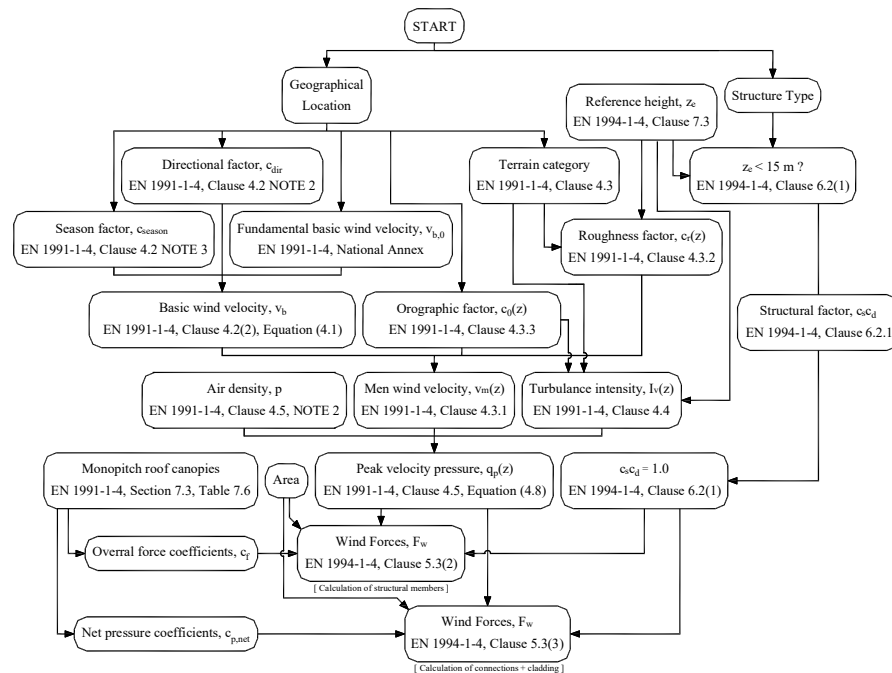 START
Geographical
Location
Reference height, zₑ
EN 1994-1-4, Clause 7.3
Structure Type
Directional factor, c_dir
EN 1991-1-4, Clause 4.2 NOTE 2
Terrain category
EN 1991-1-4, Clause 4.3
zₑ < 15 m ?
EN 1994-1-4, Clause 6.2(1)
Season factor, c_season
EN 1991-1-4, Clause 4.2 NOTE 3
Fundamental basic wind velocity, v_b,0
EN 1991-1-4, National Annex
Roughness factor, c_r(z)
EN 1991-1-4, Clause 4.3.2
Basic wind velocity, v_b
EN 1991-1-4, Clause 4.2(2), Equation (4.1)
Orographic factor, c_0(z)
EN 1991-1-4, Clause 4.3.3
Structural factor, c_sc_d
EN 1994-1-4, Clause 6.2.1
Air density, p
EN 1991-1-4, Clause 4.5, NOTE 2
Men wind velocity, v_m(z)
EN 1991-1-4, Clause 4.3.1
Turbulance intensity, I_v(z)
EN 1991-1-4, Clause 4.4
Monopitch roof canopies
EN 1991-1-4, Section 7.3, Table 7.6
Area
Peak velocity pressure, q_p(z)
EN 1991-1-4, Clause 4.5, Equation (4.8)
c_sc_d = 1.0
EN 1994-1-4, Clause 6.2(1)
Overral force coefficients, c_f
Wind Forces, F_w
EN 1994-1-4, Clause 5.3(2)
[ Calculation of structural members ]
Net pressure coefficients, c_p,net
Wind Forces, F_w
EN 1994-1-4, Clause 5.3(3)
[ Calculation of connections + cladding ]